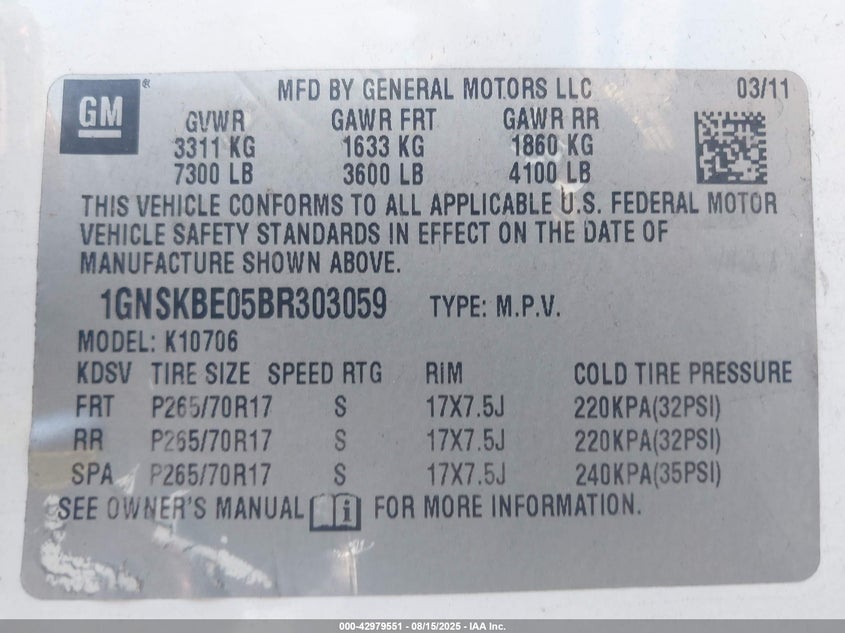 GM ® MFD BY GENERAL MOTORS LLC 03/11
GVWR GAWR FRT GAWR RR
3311 KG 1633 KG 1860 KG
7300 LB 3600 LB 4100 LB
THIS VEHICLE CONFORMS TO ALL APPLICABLE U.S. FEDERAL MOTOR
VEHICLE SAFETY STANDARDS IN EFFECT ON THE DATE OF
MANUFACTURE SHOWN ABOVE.
1GNSKBE05BR303059 TYPE: M.P.V.
MODEL: K10706
KDSV TIRE SIZE SPEED RTG RIM COLD TIRE PRESSURE
FRT P265/70R17 S 17X7.5J 220KPA(32PSI)
RR P265/70R17 S 17X7.5J 220KPA(32PSI)
SPA P265/70R17 S 17X7.5J 240KPA(35PSI)
SEE OWNER'S MANUAL i FOR MORE INFORMATION.
000-42979551 - 08/15/2025 - IAA Inc.